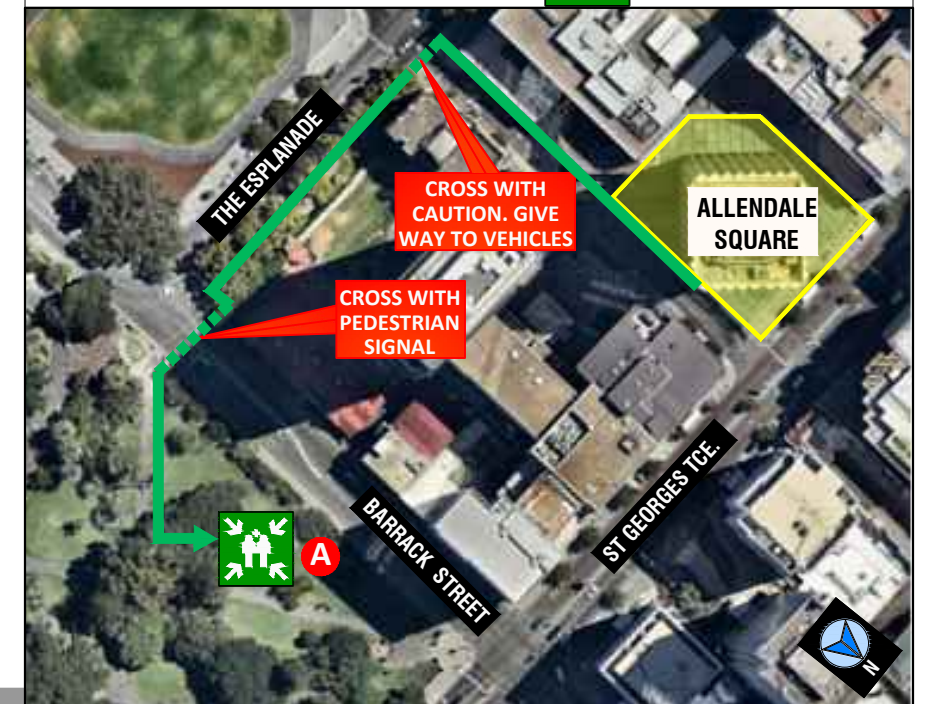 THE ESPLANADE
CROSS WITH
CAUTION. GIVE
WAY TO VEHICLES
ALLENDALE
SQUARE
CROSS WITH
PEDESTRIAN
SIGNAL
ST GEORGES TCE.
BARRACK STREET
A
N